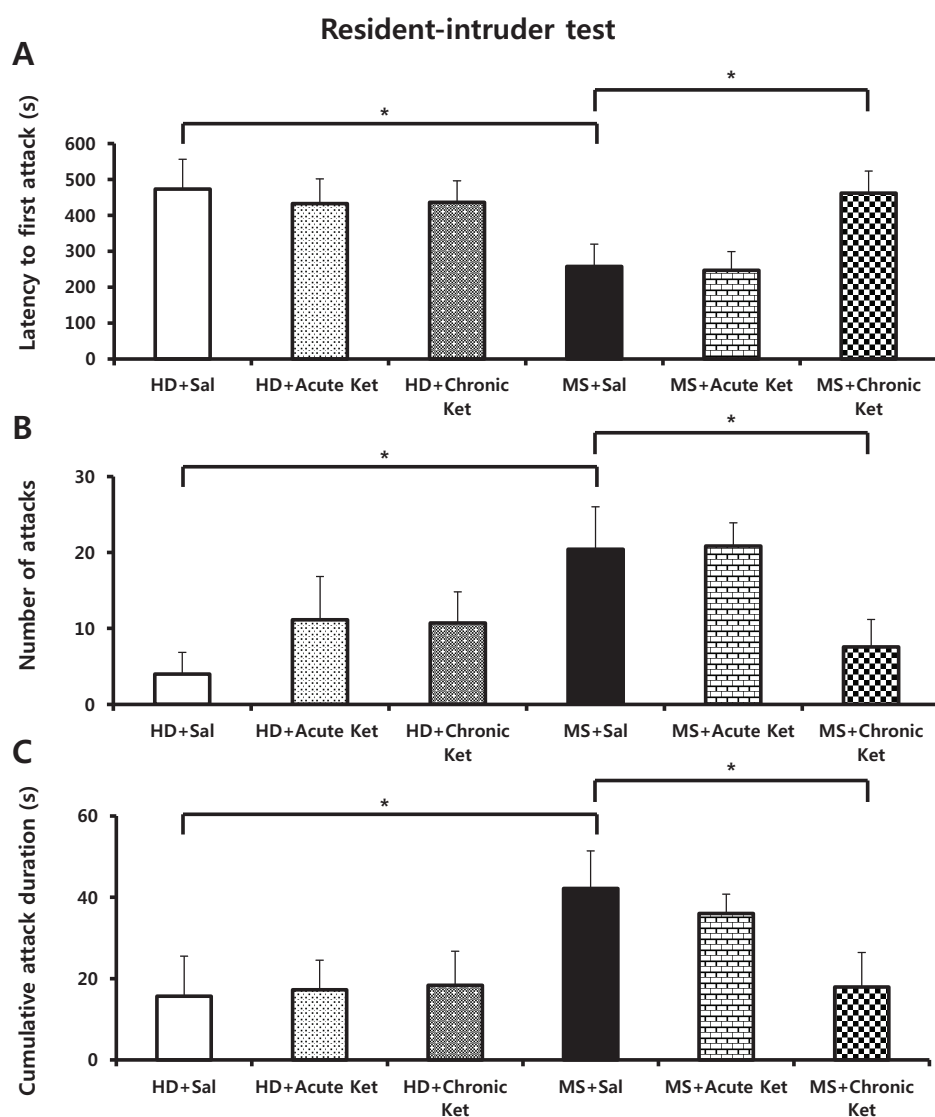 Resident-intruder test
A
*
*
Latency to first attack (s)
600
500
400
300
200
100
0
HD+Sal HD+Acute Ket HD+Chronic Ket MS+Sal MS+Acute Ket MS+Chronic Ket
B
*
*
Number of attacks
30
20
10
0
HD+Sal HD+Acute Ket HD+Chronic Ket MS+Sal MS+Acute Ket MS+Chronic Ket
C
*
*
Cumulative attack duration (s)
60
40
20
0
HD+Sal HD+Acute Ket HD+Chronic Ket MS+Sal MS+Acute Ket MS+Chronic Ket